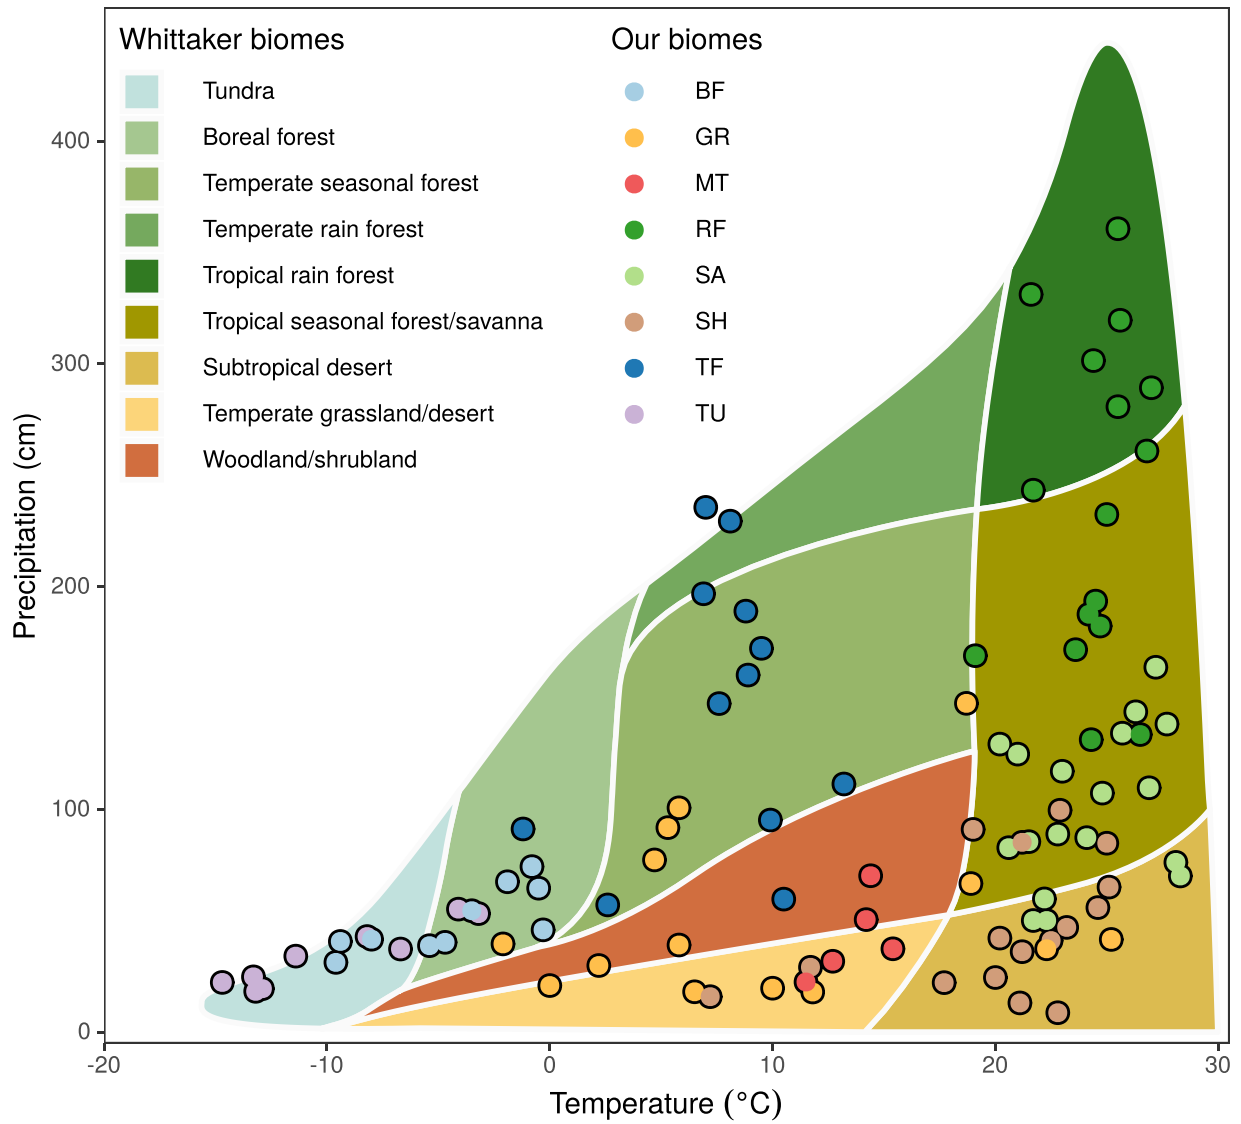 Whittaker biomes
Tundra
Boreal forest
Temperate seasonal forest
Temperate rain forest
Tropical rain forest
Tropical seasonal forest/savanna
Subtropical desert
Temperate grassland/desert
Woodland/shrubland
Our biomes
BF
GR
MT
RF
SA
SH
TF
TU
Precipitation (cm)
400
300
200
100
0
-20
-10
0
10
20
30
Temperature (°C)